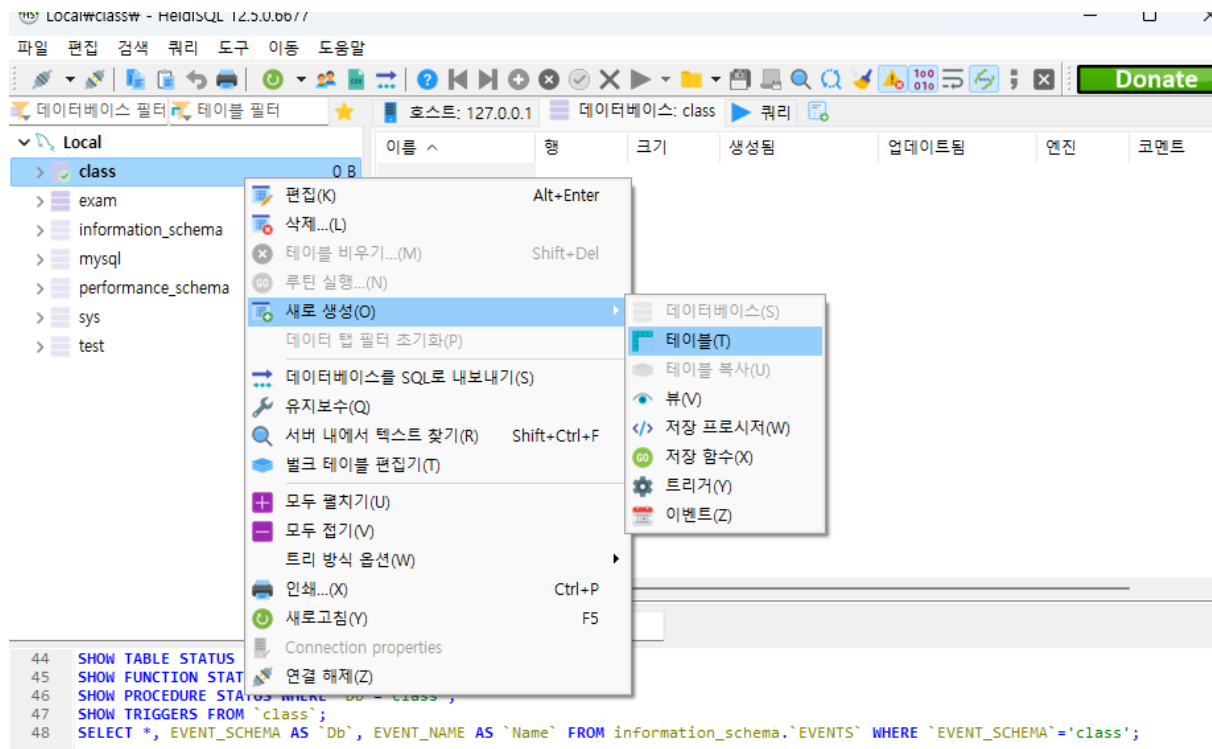 Local₩class₩ - HeidiSQL 12.5.0.6677
파일 편집 검색 쿼리 도구 이동 도움말
Donate
데이터베이스 필터 테이블 필터 호스트: 127.0.0.1 데이터베이스: class 쿼리
Local 이름 행 크기 생성됨 업데이트됨 엔진 코멘트
class 0 B
편집(K) Alt+Enter
exam
삭제...(L)
information_schema
테이블 비우기...(M) Shift+Del
mysql
루틴 실행...(N)
performance_schema
새로 생성(O) 데이터베이스(S)
sys
데이터 탭 필터 초기화(P) 테이블(T)
test
테이블 복사(U)
데이터베이스를 SQL로 내보내기(S)
뷰(V)
유지보수(Q)
저장 프로시저(W)
서버 내에서 텍스트 찾기(R) Shift+Ctrl+F
저장 함수(X)
벌크 테이블 편집기(T)
트리거(Y)
모두 펼치기(U)
이벤트(Z)
모두 접기(V)
트리 방식 옵션(W)
인쇄...(X) Ctrl+P
새로고침(Y) F5
Connection properties
연결 해제(Z)
44 SHOW TABLE STATUS
45 SHOW FUNCTION STAT
46 SHOW PROCEDURE STATUS WHERE `Db`='class';
47 SHOW TRIGGERS FROM `class`;
48 SELECT *, EVENT_SCHEMA AS `Db`, EVENT_NAME AS `Name` FROM information_schema.`EVENTS` WHERE `EVENT_SCHEMA`='class';